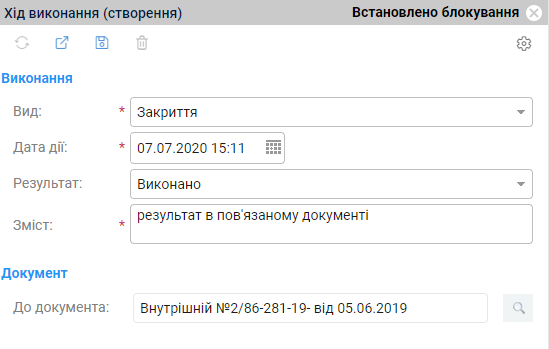 Хід виконання (створення) Встановлено блокування
Виконання
Вид: * Закриття
Дата дії: * 07.07.2020 15:11
Результат: Виконано
Зміст: * результат в пов'язаному документі
Документ
До документа: Внутрішній №2/86-281-19- від 05.06.2019